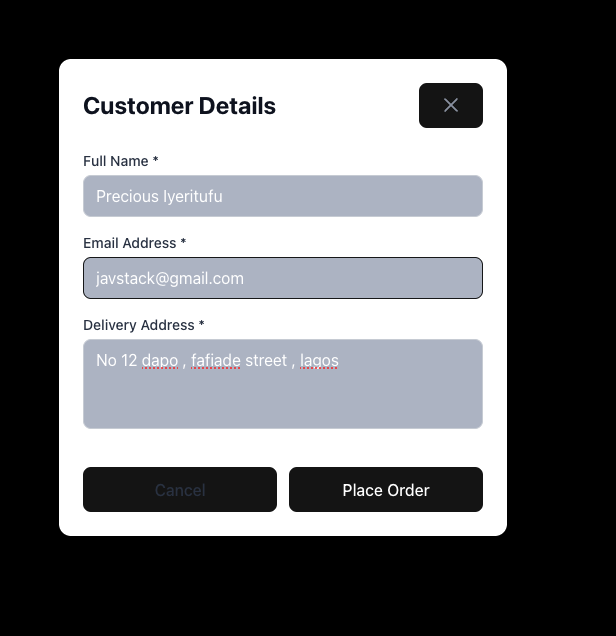 Customer Details
Full Name *
Precious Iyeritufu
Email Address *
javstack@gmail.com
Delivery Address *
No 12 dapo , fafiade street , lagos
Cancel
Place Order